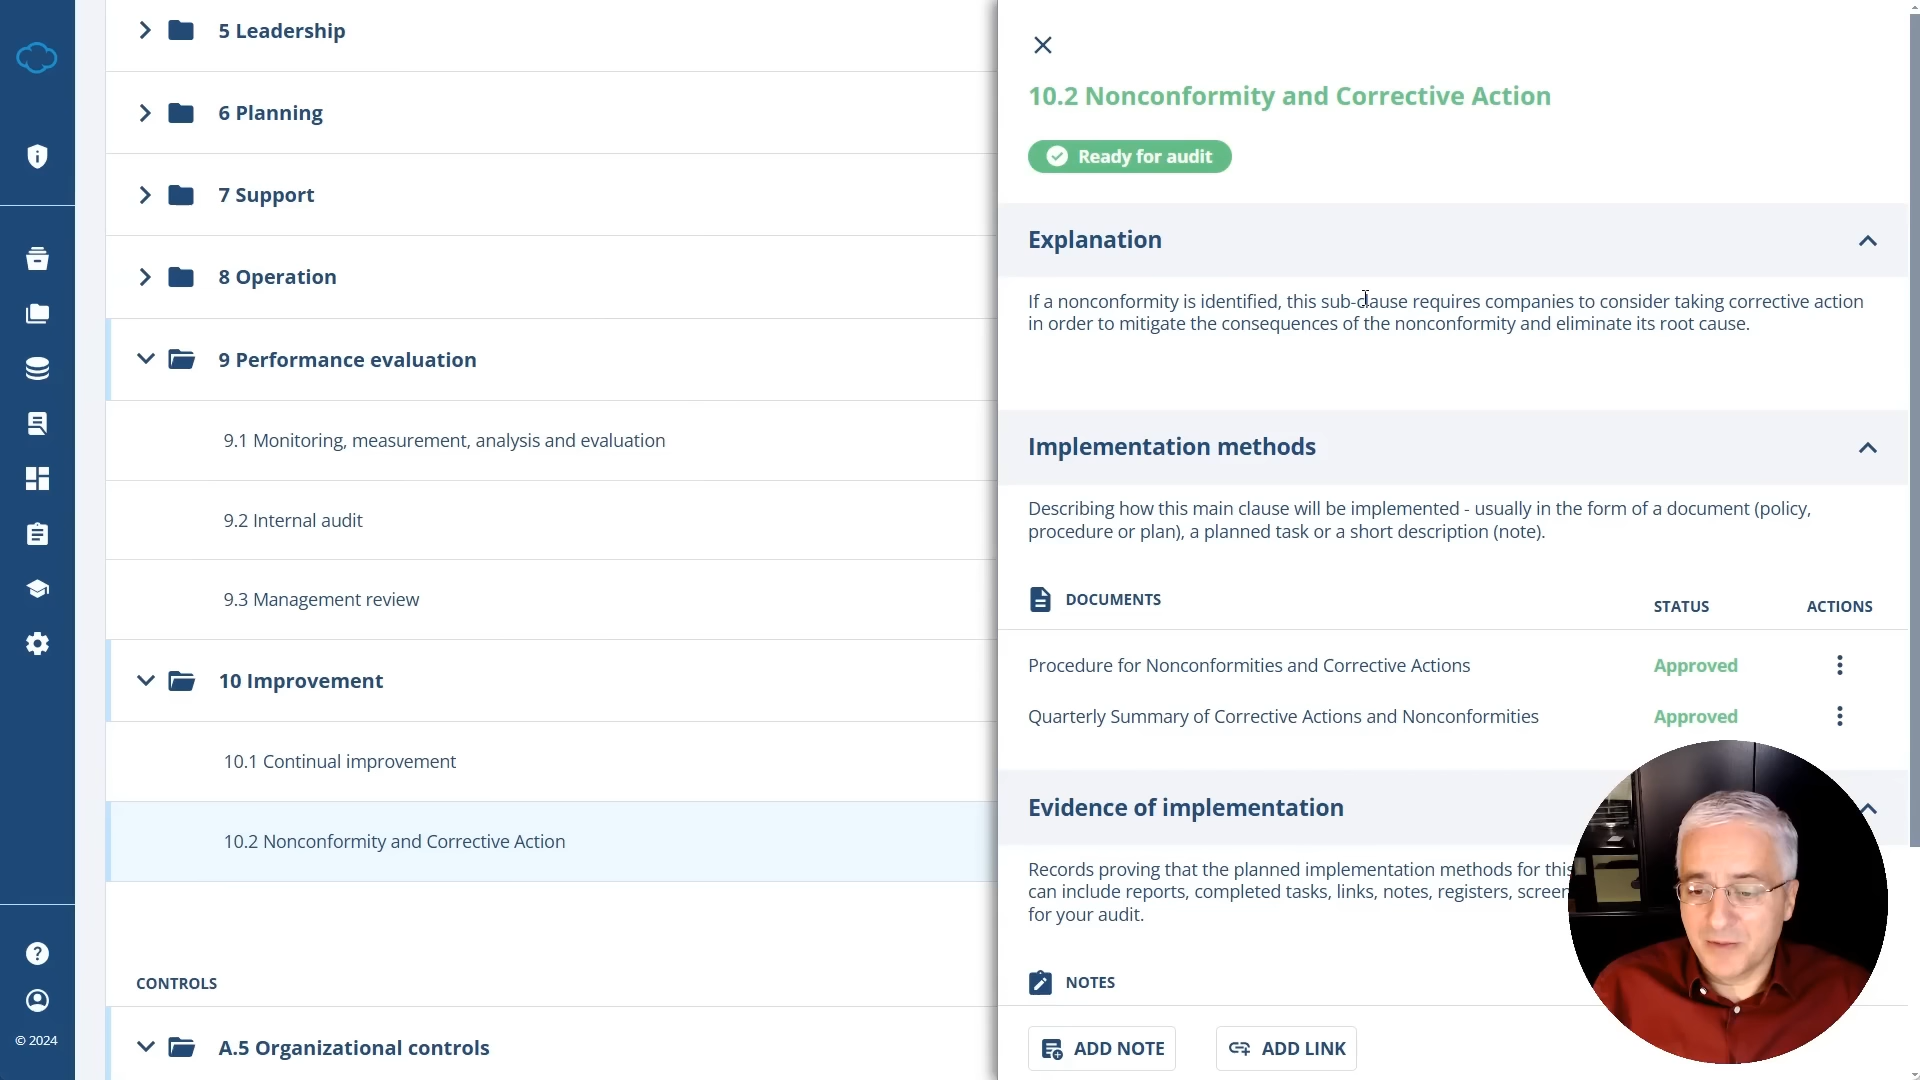 5 Leadership
6 Planning
7 Support
8 Operation
9 Performance evaluation
9.1 Monitoring, measurement, analysis and evaluation
9.2 Internal audit
9.3 Management review
10 Improvement
10.1 Continual improvement
10.2 Nonconformity and Corrective Action
CONTROLS
A.5 Organizational controls
© 2024
10.2 Nonconformity and Corrective Action
Ready for audit
Explanation
If a nonconformity is identified, this sub-clause requires companies to consider taking corrective action
in order to mitigate the consequences of the nonconformity and eliminate its root cause.
Implementation methods
Describing how this main clause will be implemented - usually in the form of a document (policy,
procedure or plan), a planned task or a short description (note).
DOCUMENTS STATUS ACTIONS
Procedure for Nonconformities and Corrective Actions Approved
Quarterly Summary of Corrective Actions and Nonconformities Approved
Evidence of implementation
Records proving that the planned implementation methods for this
can include reports, completed tasks, links, notes, registers, screen
for your audit.
NOTES
ADD NOTE ADD LINK